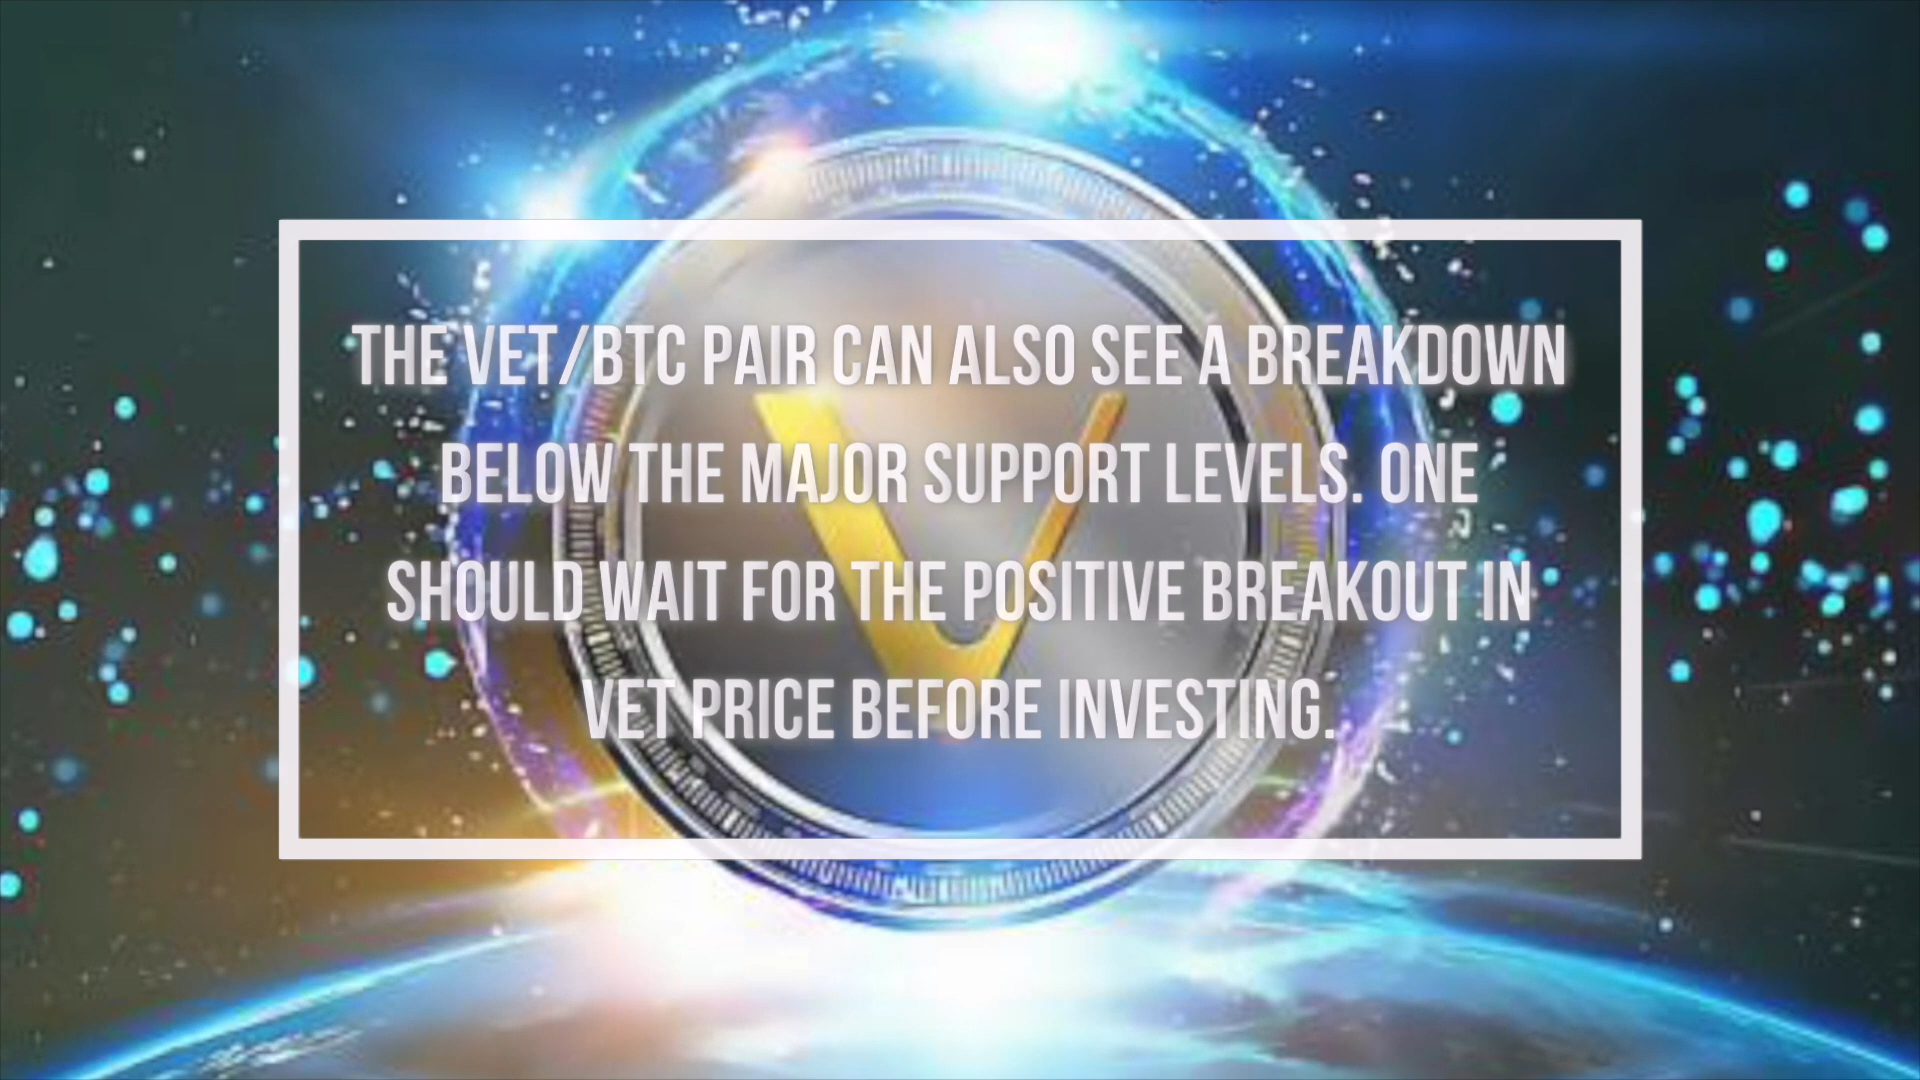 THE VET/BTC PAIR CAN ALSO SEE A BREAKDOWN
BELOW THE MAJOR SUPPORT LEVELS. ONE
SHOULD WAIT FOR THE POSITIVE BREAKOUT IN
VET PRICE BEFORE INVESTING.